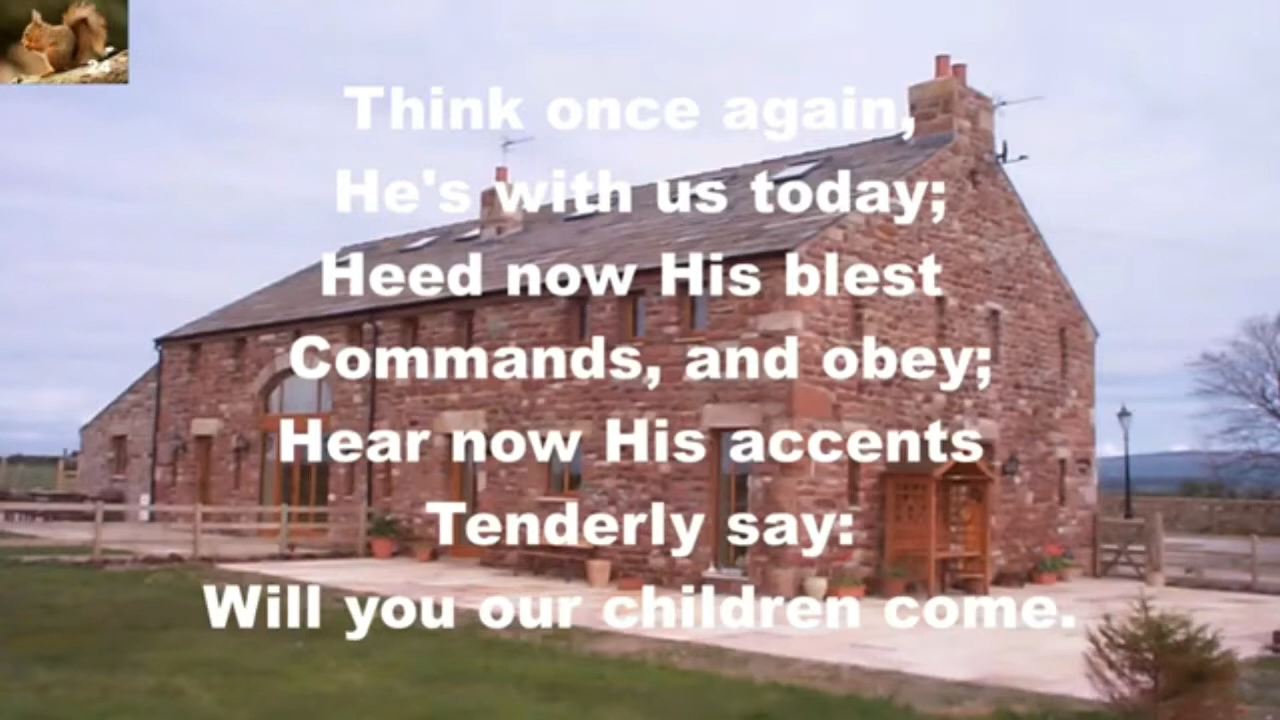 24
Think once again,
He's with us today;
Heed now His blest
Commands, and obey;
Hear now His accents
Tenderly say:
Will you our children come.